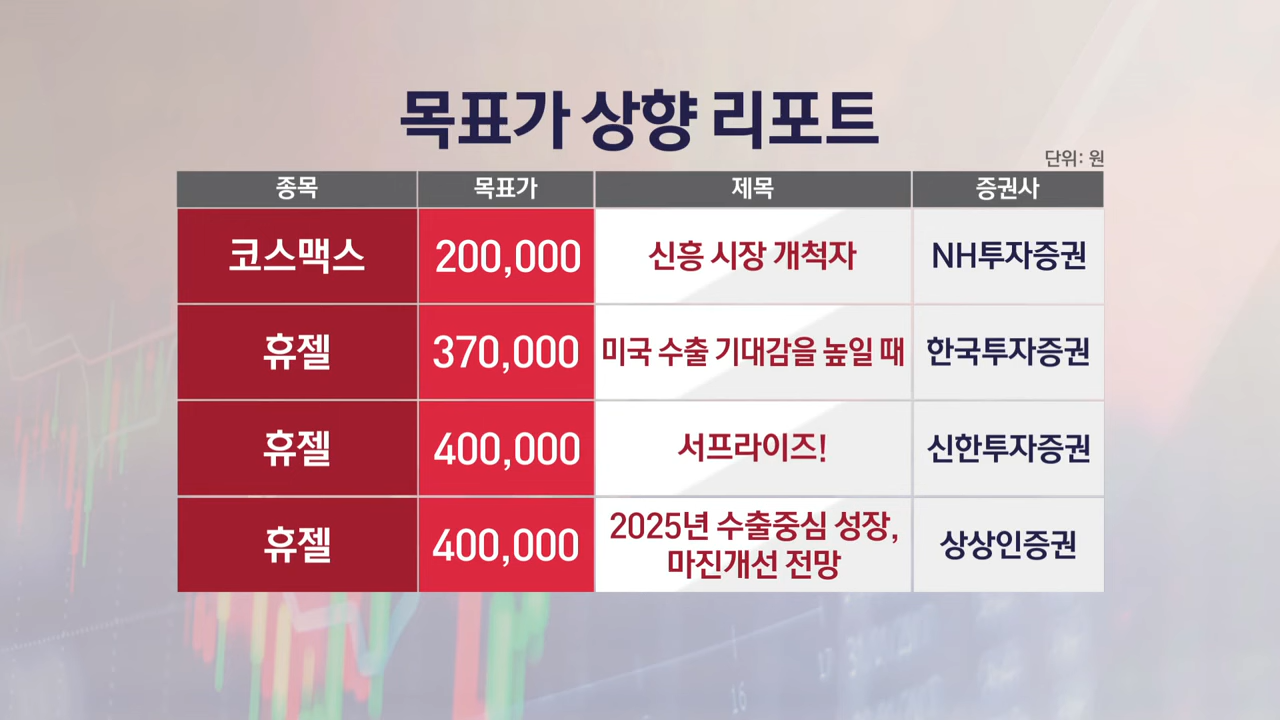 목표가 상향 리포트
단위: 원
종목 목표가 제목 증권사
코스맥스 200,000 신흥 시장 개척자 NH투자증권
휴젤 370,000 미국 수출 기대감을 높일 때 한국투자증권
휴젤 400,000 서프라이즈! 신한투자증권
휴젤 400,000 2025년 수출중심 성장,
마진개선 전망 상상인증권
17
16